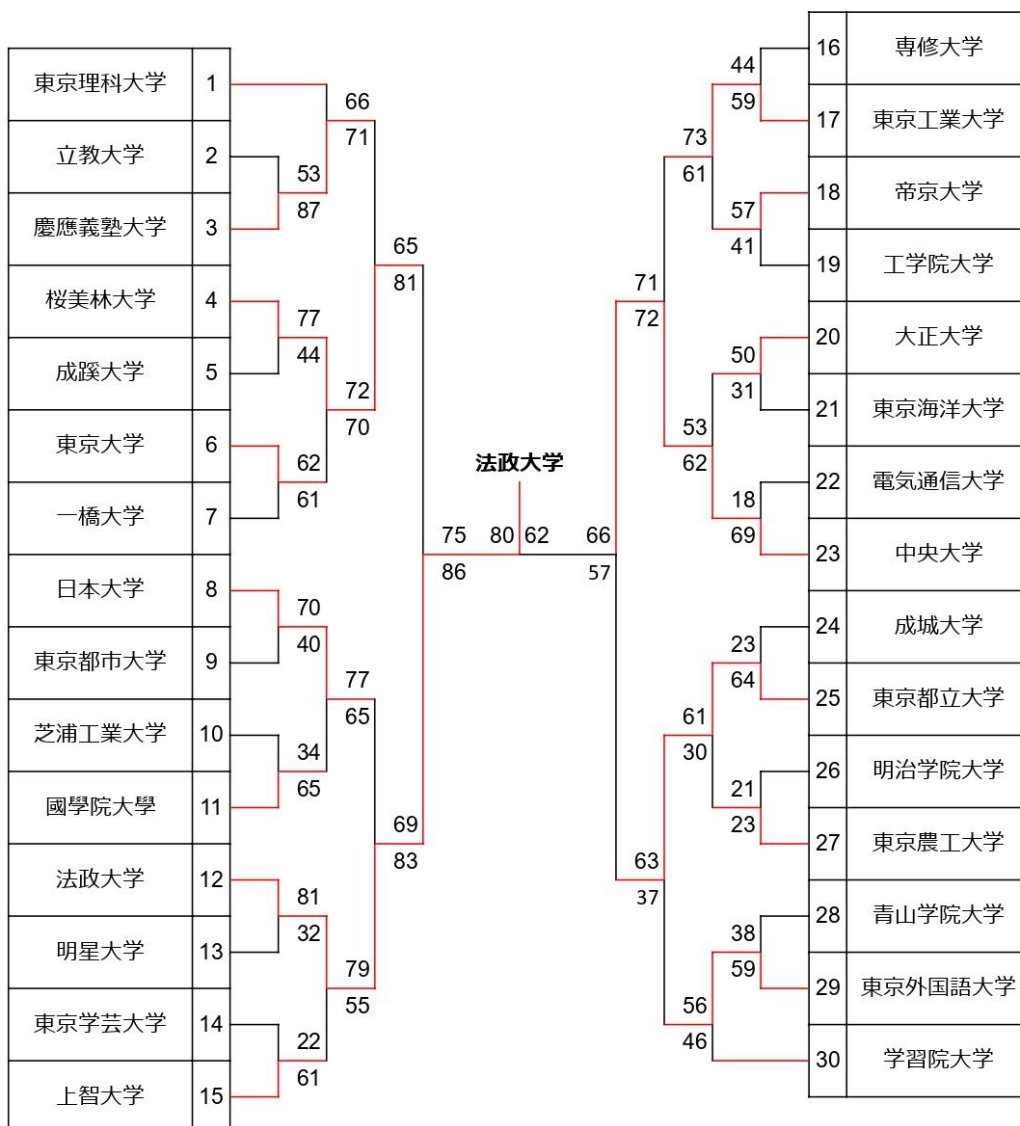 東京理科大学 1
立教大学 2
慶應義塾大学 3
桜美林大学 4
成蹊大学 5
東京大学 6
一橋大学 7
日本大学 8
東京都市大学 9
芝浦工業大学 10
國學院大學 11
法政大学 12
明星大学 13
東京学芸大学 14
上智大学 15
53
87
77
44
62
61
70
40
34
65
81
32
22
61
66
71
72
70
77
65
79
55
65
81
69
83
75
86
法政大学
80 62
66
57
71
72
63
37
73
61
53
62
61
30
56
46
44
59
57
41
50
31
18
69
23
64
21
23
38
59
16 専修大学
17 東京工業大学
18 帝京大学
19 工学院大学
20 大正大学
21 東京海洋大学
22 電気通信大学
23 中央大学
24 成城大学
25 東京都立大学
26 明治学院大学
27 東京農工大学
28 青山学院大学
29 東京外国語大学
30 学習院大学